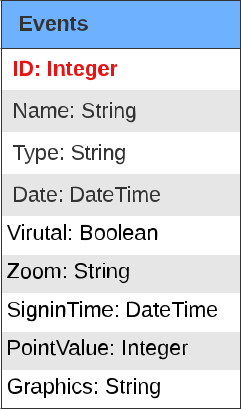 Events
ID: Integer
Name: String
Type: String
Date: DateTime
Virutal: Boolean
Zoom: String
SigninTime: DateTime
PointValue: Integer
Graphics: String